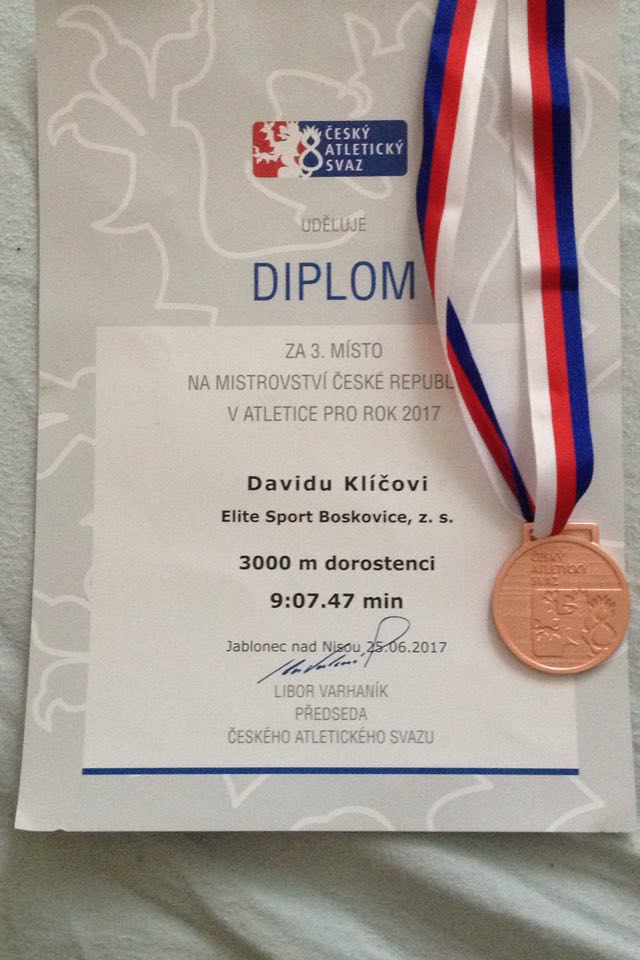 ČESKÝ
ATLETICKÝ
SVAZ
UDĚLUJE
DIPLOM
ZA 3. MÍSTO
NA MISTROVSTVÍ ČESKÉ REPUBL
V ATLETICE PRO ROK 2017
Davidu Klíčovi
Elite Sport Boskovice, z. s.
3000 m dorostenci
9:07.47 min
Jablonec nad Nisou, 25.06.2017
LIBOR VARHANÍK
PŘEDSEDA
ČESKÉHO ATLETICKÉHO SVAZU
ČESKÝ
ATLETICKÝ
SVAZ